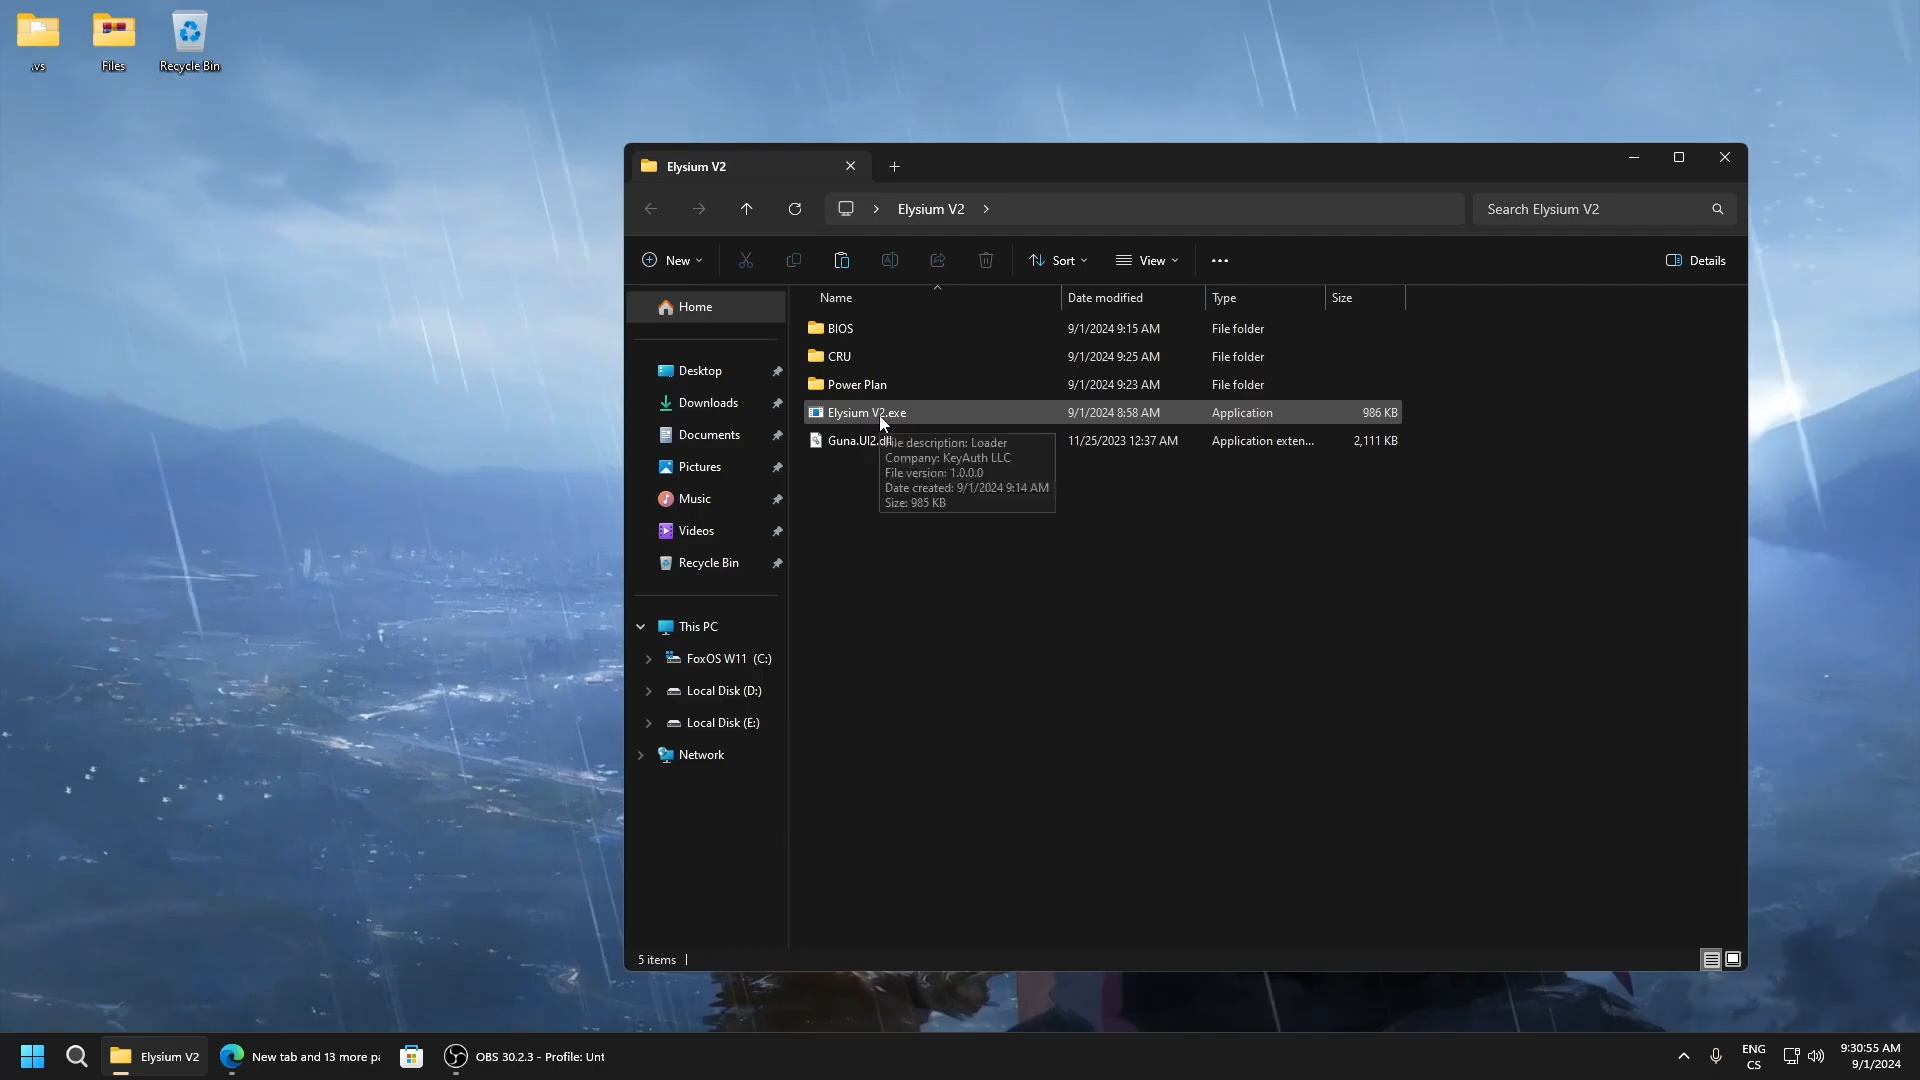 .vs
Files
Recycle Bin
Elysium V2
Elysium V2
Search Elysium V2
New
Sort
View
Details
Home
Desktop
Downloads
Documents
Pictures
Music
Videos
Recycle Bin
This PC
FoxOS W11 (C:)
Local Disk (D:)
Local Disk (E:)
Network
Name Date modified Type Size
BIOS 9/1/2024 9:15 AM File folder
CRU 9/1/2024 9:25 AM File folder
Power Plan 9/1/2024 9:23 AM File folder
Elysium V2.exe 9/1/2024 8:58 AM Application 986 KB
Guna.UI2.dll 11/25/2023 12:37 AM Application exten... 2,111 KB
File description: Loader
Company: KeyAuth LLC
File version: 1.0.0.0
Date created: 9/1/2024 9:14 AM
Size: 985 KB
5 items
Elysium V2
New tab and 13 more pa
OBS 30.2.3 - Profile: Unt
ENG
CS
9:30:55 AM
9/1/2024